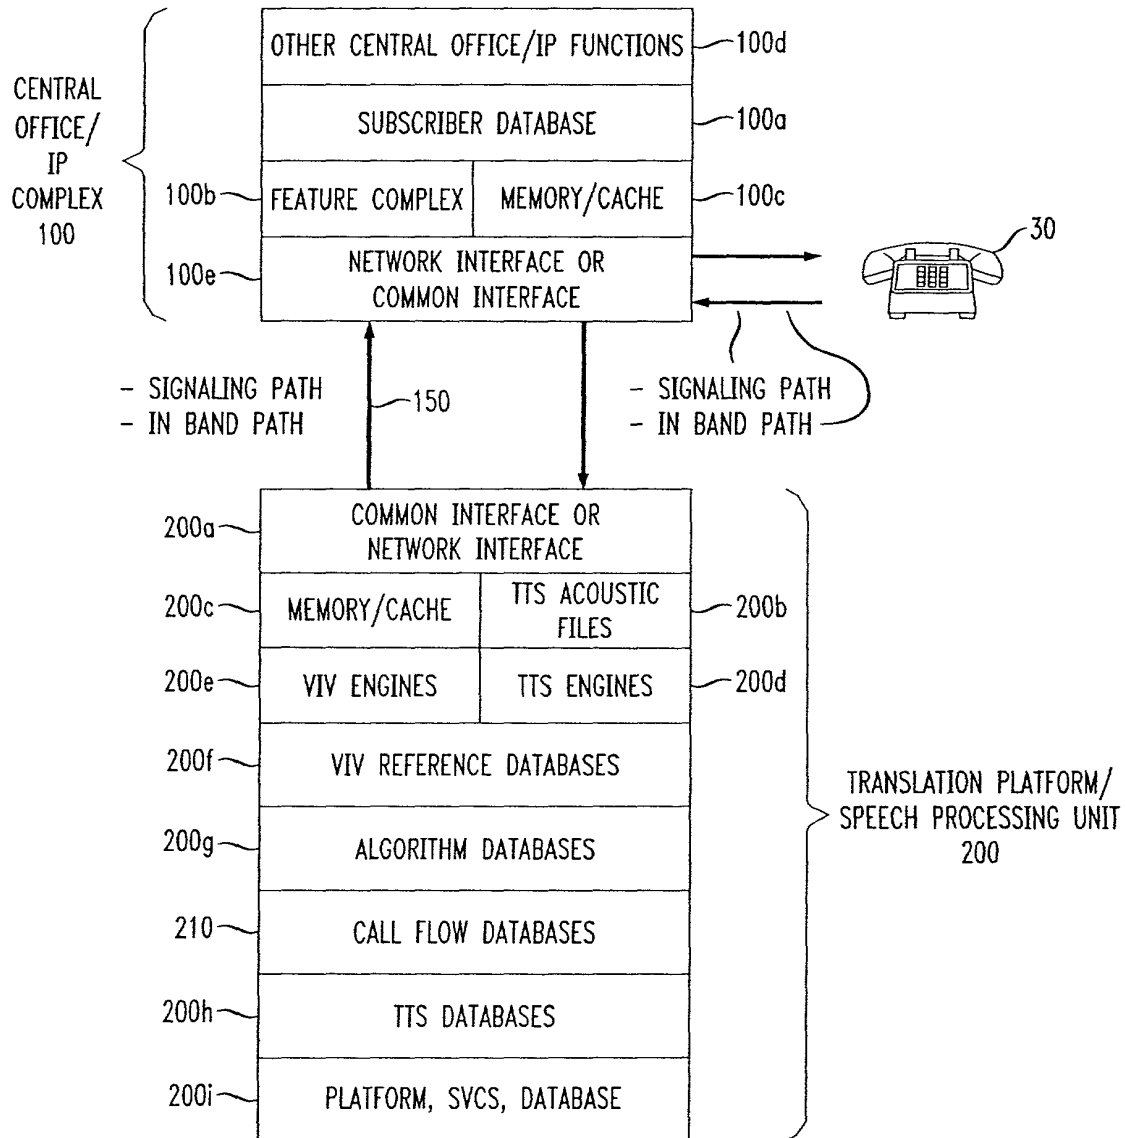 OTHER CENTRAL OFFICE/IP FUNCTIONS
100d
CENTRAL
OFFICE/
IP
COMPLEX
100
SUBSCRIBER DATABASE
100a
100b
FEATURE COMPLEX
MEMORY/CACHE
100c
100e
NETWORK INTERFACE OR
COMMON INTERFACE
30
- SIGNALING PATH
- IN BAND PATH
150
- SIGNALING PATH
- IN BAND PATH
200a
COMMON INTERFACE OR
NETWORK INTERFACE
200c
MEMORY/CACHE
TTS ACOUSTIC
FILES
200b
200e
VIV ENGINES
TTS ENGINES
200d
200f
VIV REFERENCE DATABASES
200g
ALGORITHM DATABASES
TRANSLATION PLATFORM/
SPEECH PROCESSING UNIT
200
210
CALL FLOW DATABASES
200h
TTS DATABASES
200i
PLATFORM, SVCS, DATABASE